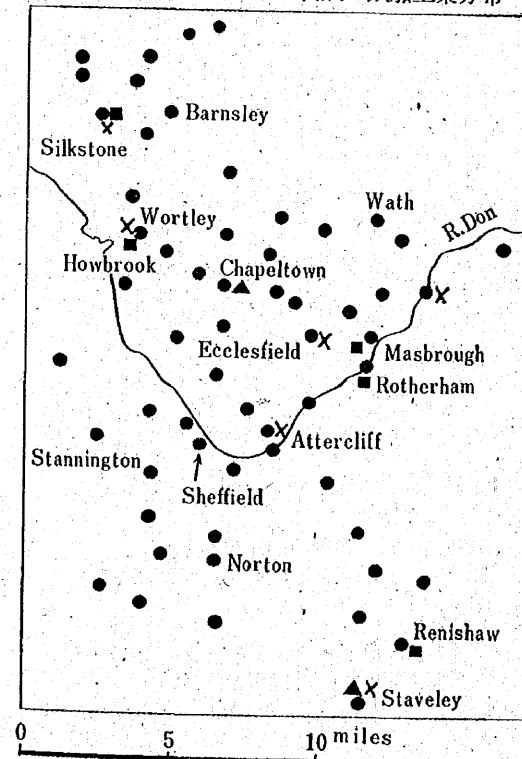 Barnsley
Silkstone
Wath
R.Don
Wortley
Howbrook
Chapeltown
Ecclesfield
Masbrough
Rotherham
Attercliff
Stannington
Sheffield
Norton
Renishaw
Staveley
0 5 10 miles